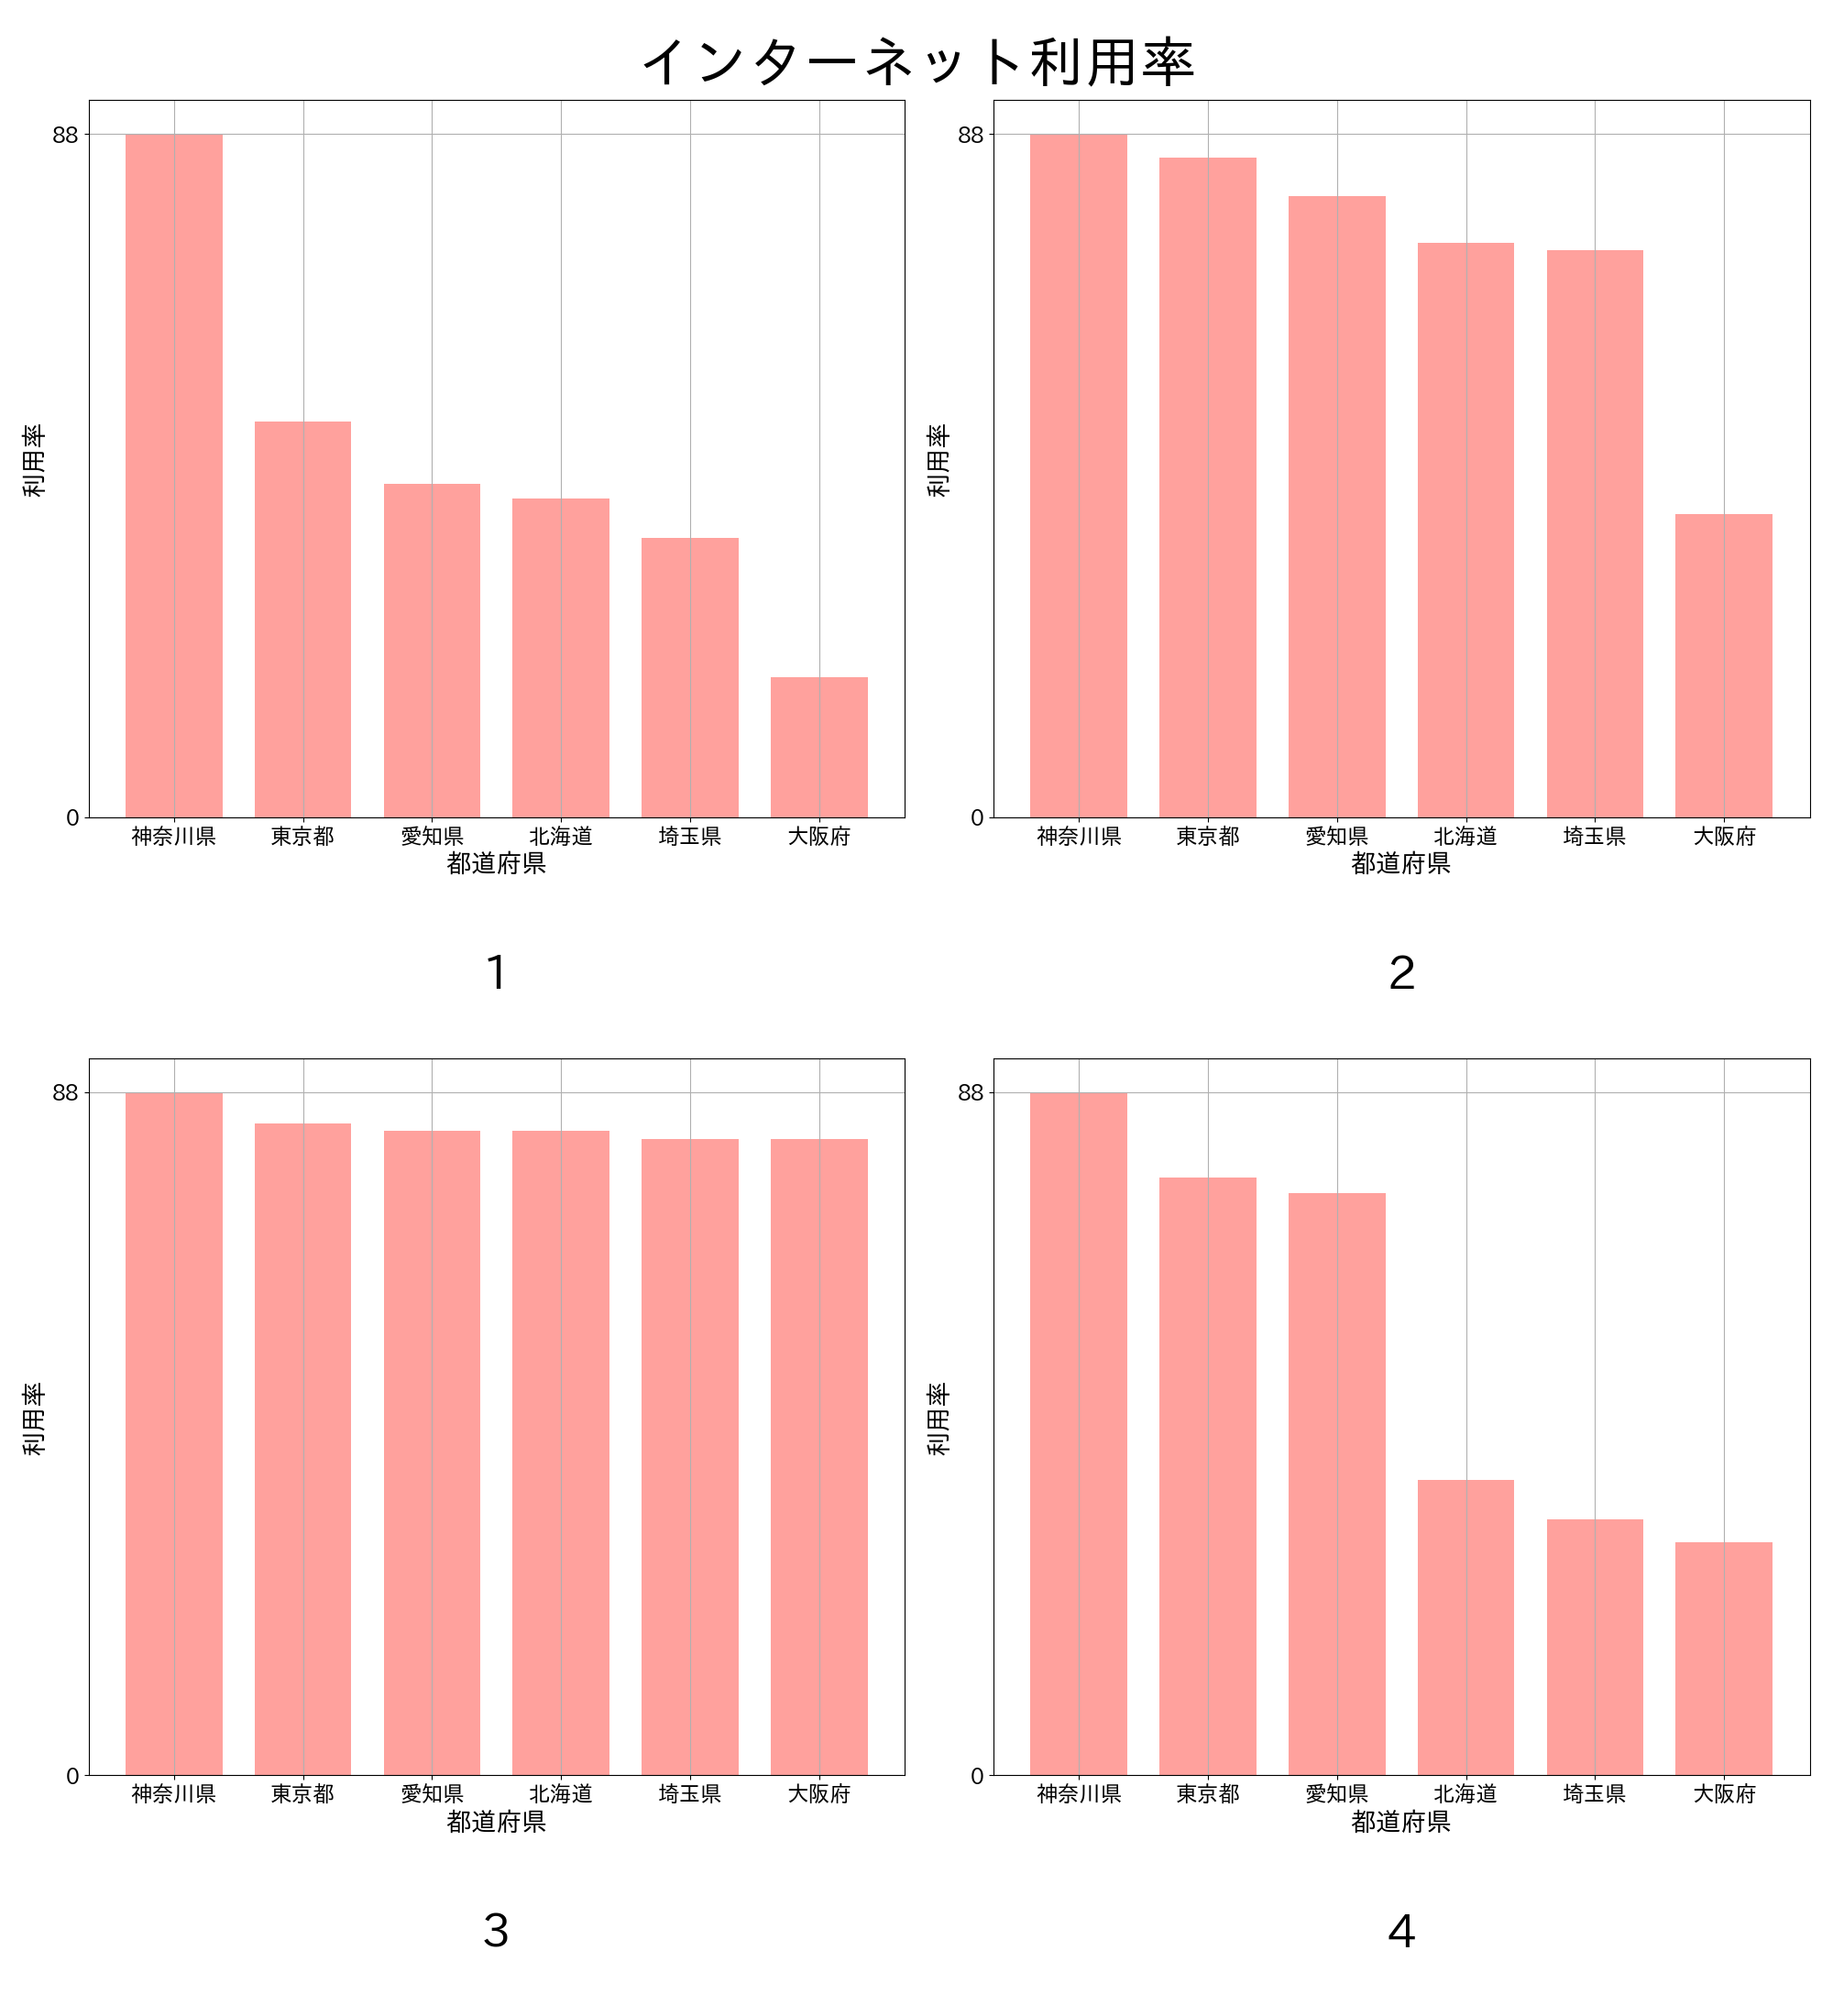 インターネット利用率
88
0
利用率
神奈川県 東京都 愛知県 北海道 埼玉県 大阪府
都道府県
1
88
0
利用率
神奈川県 東京都 愛知県 北海道 埼玉県 大阪府
都道府県
2
88
0
利用率
神奈川県 東京都 愛知県 北海道 埼玉県 大阪府
都道府県
3
88
0
利用率
神奈川県 東京都 愛知県 北海道 埼玉県 大阪府
都道府県
4